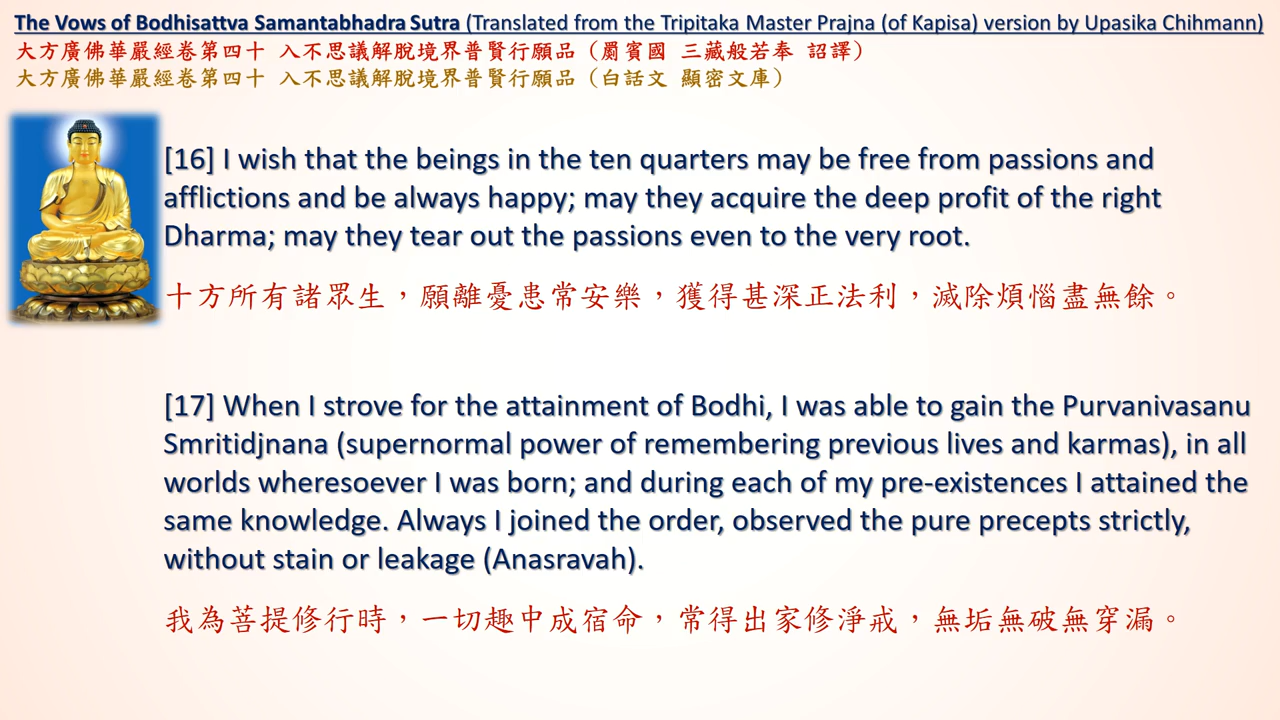 The Vows of Bodhisattva Samantabhadra Sutra (Translated from the Tripitaka Master Prajna (of Kapisa) version by Upasika Chihmann)
大方廣佛華嚴經卷第四十 入不思議解脫境界普賢行願品（罽賓國 三藏般若奉 詔譯）
大方廣佛華嚴經卷第四十 入不思議解脫境界普賢行願品（白話文 顯密文庫）
[16] I wish that the beings in the ten quarters may be free from passions and
afflictions and be always happy; may they acquire the deep profit of the right
Dharma; may they tear out the passions even to the very root.
十方所有諸眾生，願離憂患常安樂，獲得甚深正法利，滅除煩惱盡無餘。
[17] When I strove for the attainment of Bodhi, I was able to gain the Purvanivasanu
Smritidjnana (supernormal power of remembering previous lives and karmas), in all
worlds wheresoever I was born; and during each of my pre-existences I attained the
same knowledge. Always I joined the order, observed the pure precepts strictly,
without stain or leakage (Anasravah).
我為菩提修行時，一切趣中成宿命，常得出家修淨戒，無垢無破無穿漏。